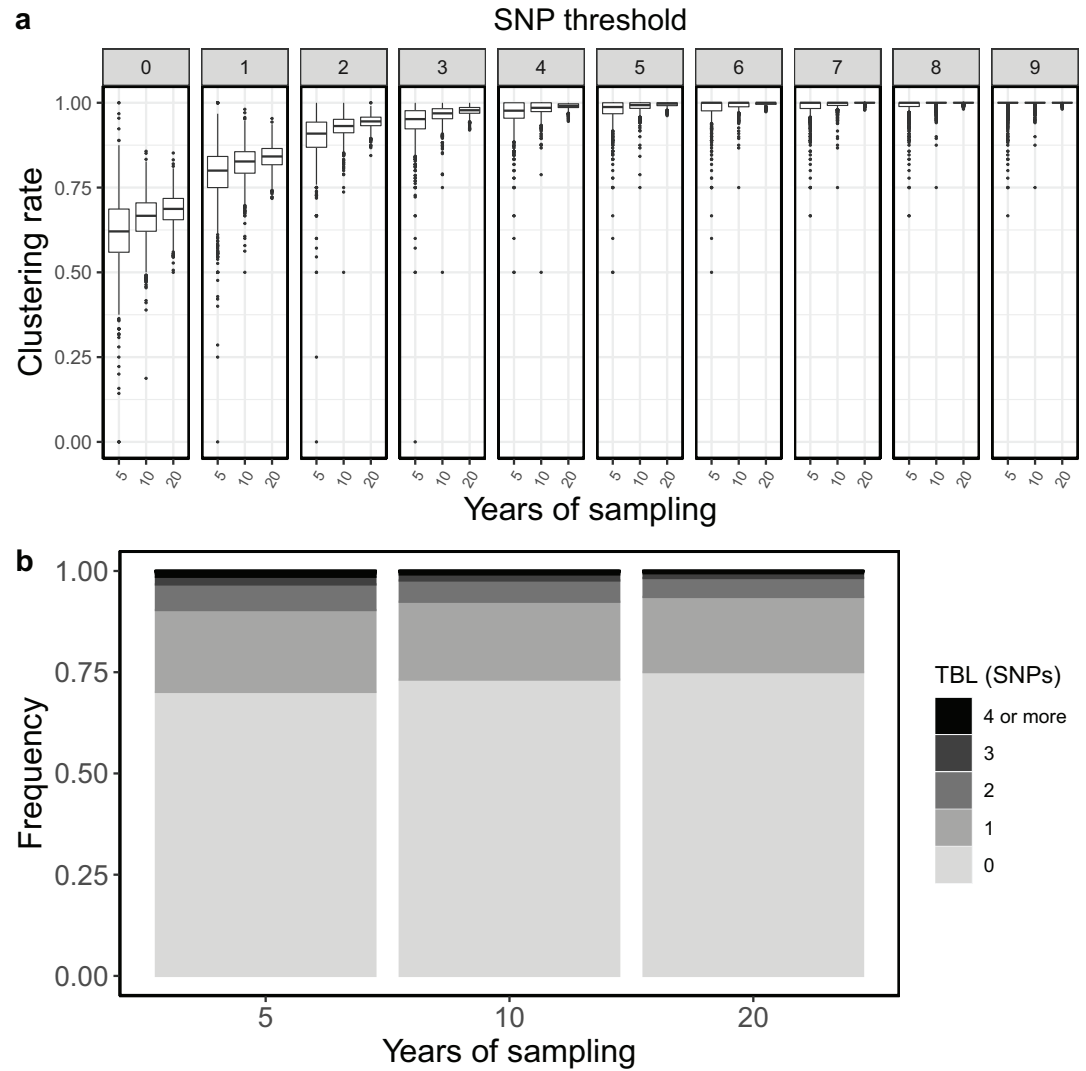 a
SNP threshold
0 1 2 3 4 5 6 7 8 9
Clustering rate
1.00
0.75
0.50
0.25
0.00
5 10 20 5 10 20 5 10 20 5 10 20 5 10 20 5 10 20 5 10 20 5 10 20 5 10 20 5 10 20
Years of sampling
b
Frequency
1.00
0.75
0.50
0.25
0.00
5 10 20
Years of sampling
TBL (SNPs)
4 or more
3
2
1
0